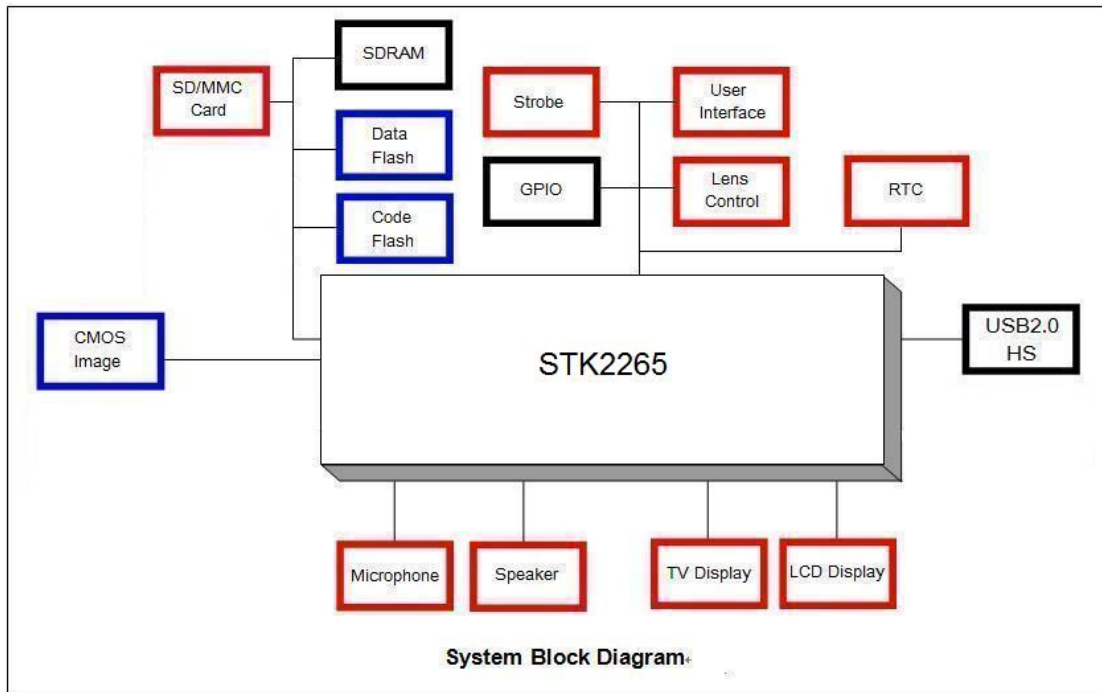 SDRAM
SD/MMC
Card
Data
Flash
Code
Flash
Strobe
User
Interface
GPIO
Lens
Control
RTC
CMOS
Image
STK2265
USB2.0
HS
Microphone
Speaker
TV Display
LCD Display
System Block Diagram